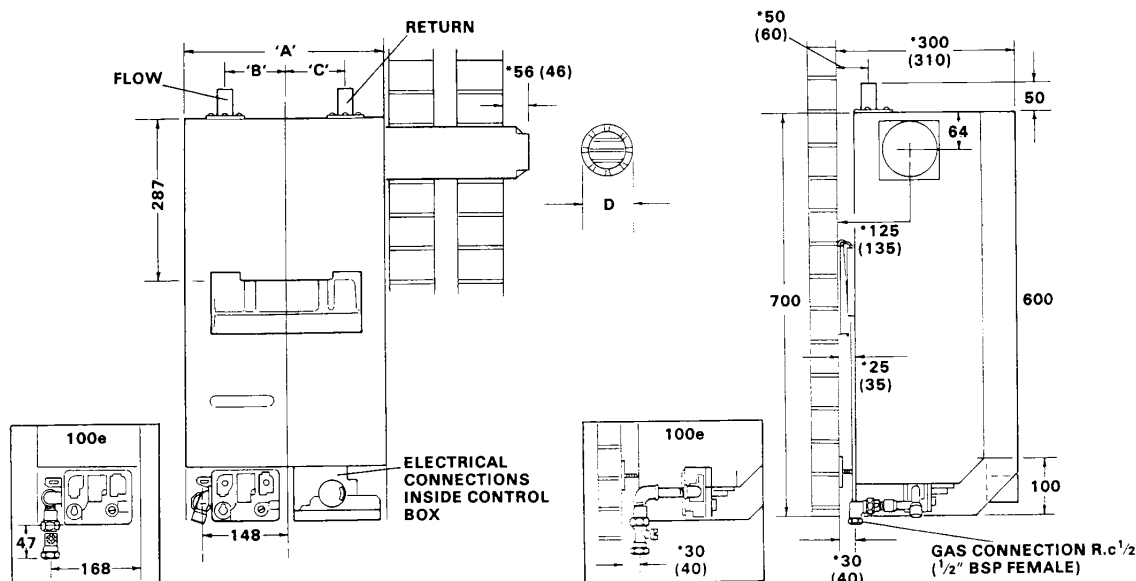 *50
(60)
RETURN
'A'
*300
(310)
FLOW
'B'
'C'
*56 (46)
50
64
287
D
*125
(135)
700
600
*25
(35)
100e
100e
ELECTRICAL
CONNECTIONS
INSIDE CONTROL
BOX
100
47
148
168
*30
(40)
*30
(40)
GAS CONNECTION R.c 1/2
(1/2" BSP FEMALE)